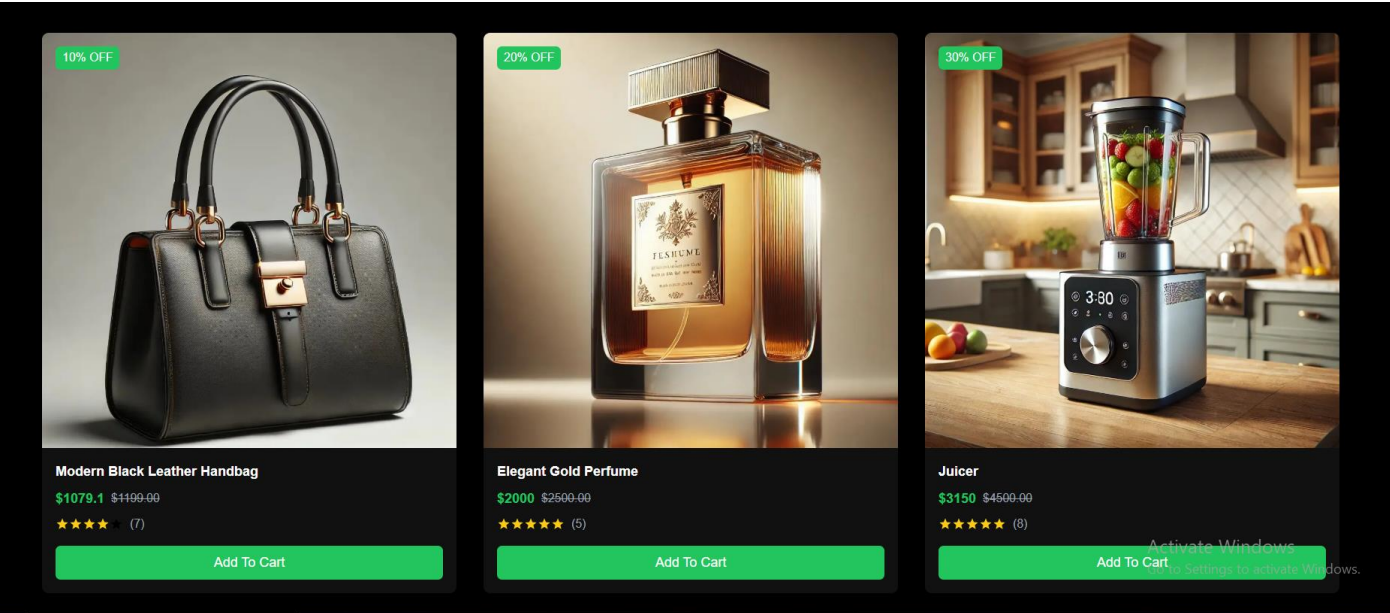 10% OFF
20% OFF
30% OFF
FESHUME
3:80
Modern Black Leather Handbag
Elegant Gold Perfume
Juicer
$1079.1 $1199.00
$2000 $2500.00
$3150 $4500.00
(7)
(5)
(8)
Add To Cart
Add To Cart
Add To Cart
Activate Windows
Go to Settings to activate Windows.